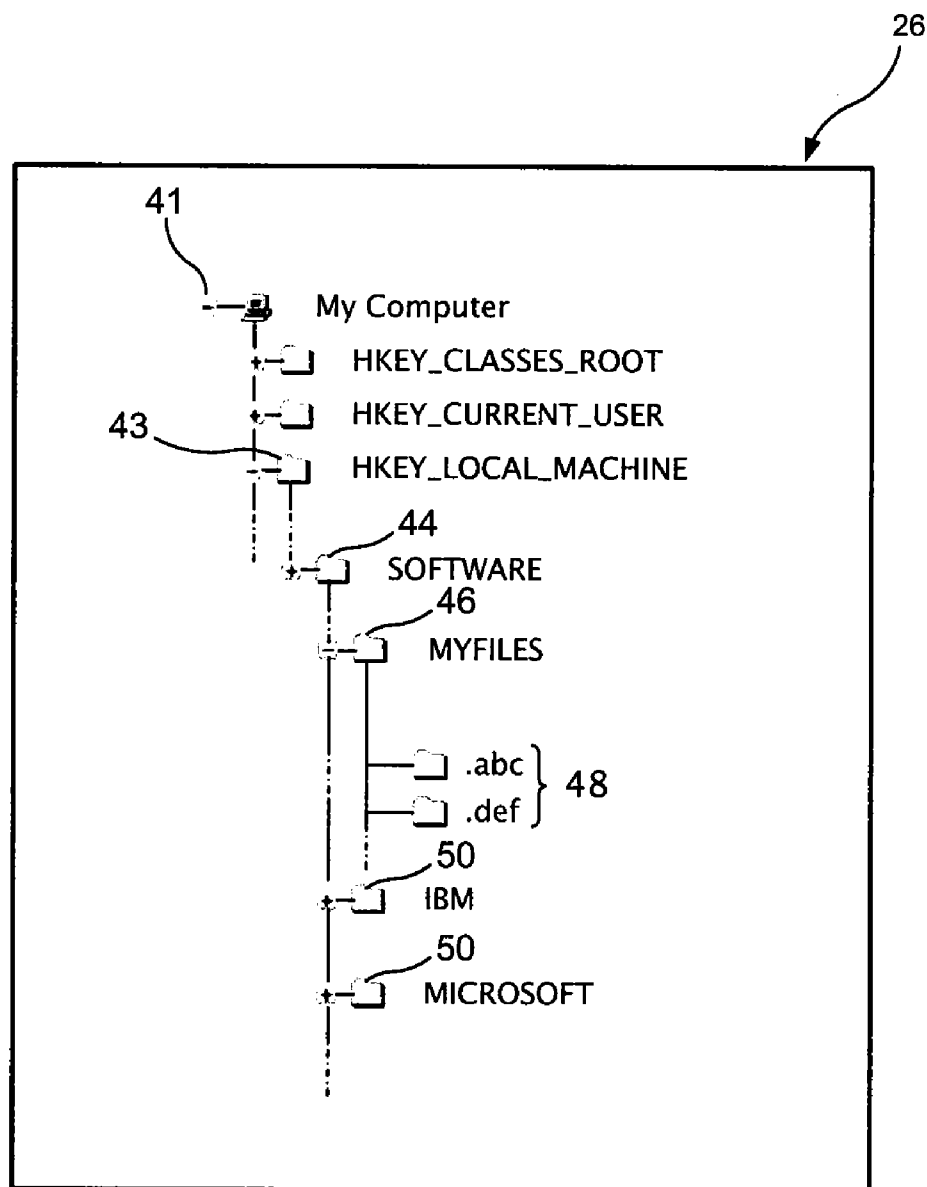 26
41
My Computer
HKEY_CLASSES_ROOT
HKEY_CURRENT_USER
43
HKEY_LOCAL_MACHINE
44
SOFTWARE
46
MYFILES
.abc
48
.def
50
IBM
50
MICROSOFT